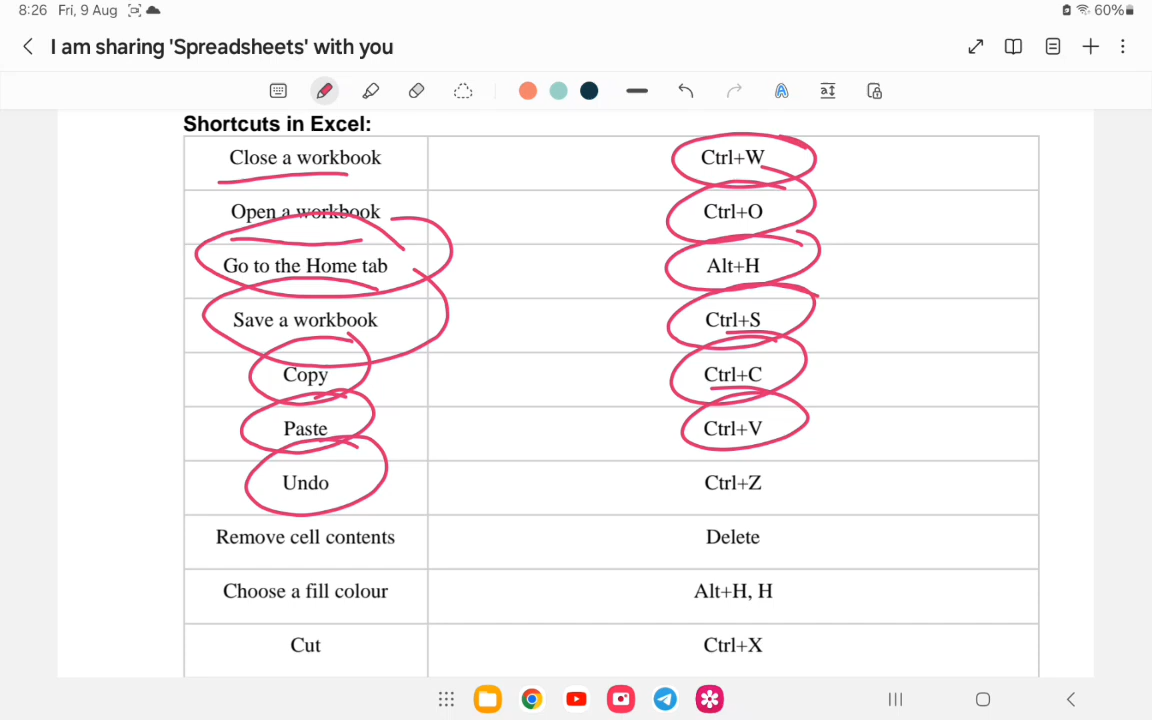 8:26 Fri, 9 Aug 60%
I am sharing 'Spreadsheets' with you
Shortcuts in Excel:
Close a workbook Ctrl+W
Open a workbook Ctrl+O
Go to the Home tab Alt+H
Save a workbook Ctrl+S
Copy Ctrl+C
Paste Ctrl+V
Undo Ctrl+Z
Remove cell contents Delete
Choose a fill colour Alt+H, H
Cut Ctrl+X